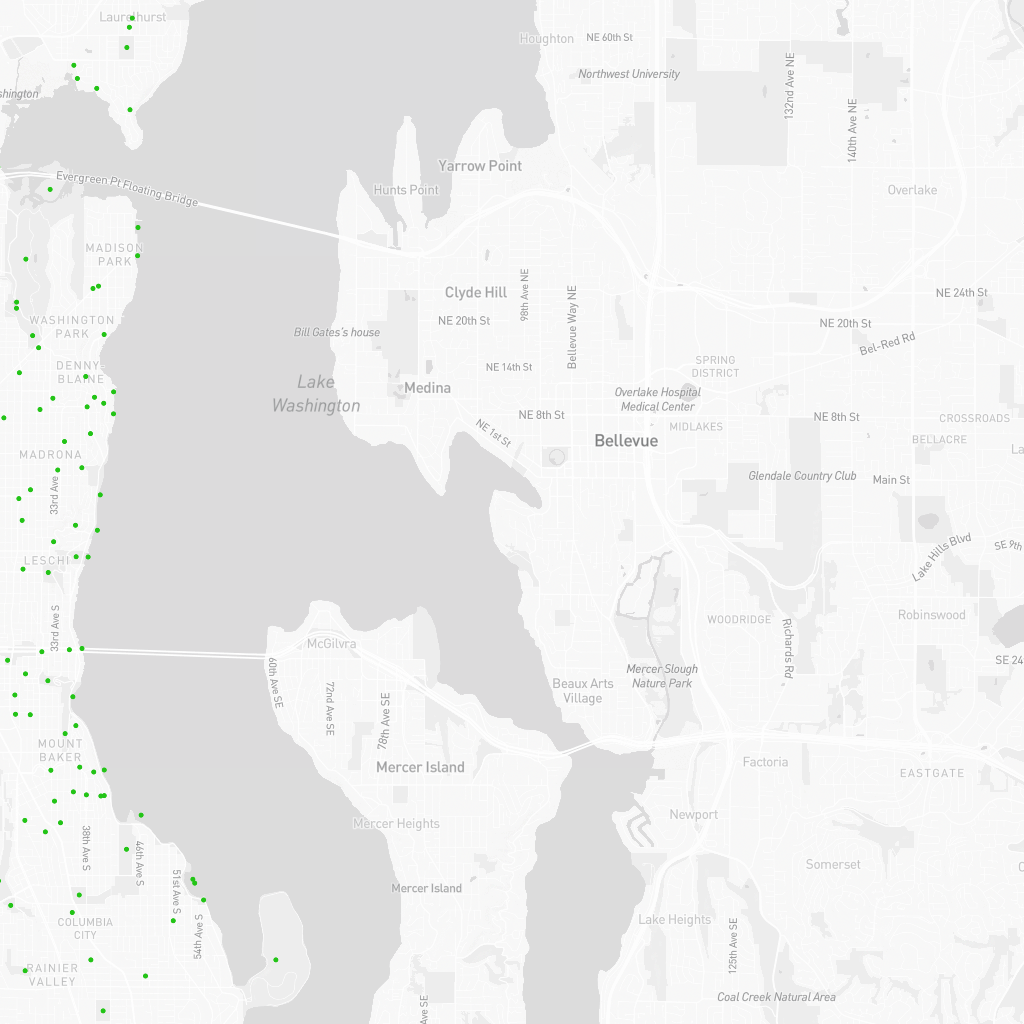 Laurelhurst
Houghton
NE 60th St
Northwest University
132nd Ave NE
140th Ave NE
Evergreen Pt Floating Bridge
Yarrow Point
Hunts Point
Overlake
MADISON
PARK
Clyde Hill
98th Ave NE
NE 24th St
WASHINGTON
PARK
Bill Gates's house
NE 20th St
Bellevue Way NE
NE 20th St
Bel-Red Rd
DENNY-
BLAINE
Lake
Washington
NE 14th St
Medina
SPRING
DISTRICT
Overlake Hospital
Medical Center
NE 8th St
NE 1st St
Bellevue
MIDLAKES
NE 8th St
CROSSROADS
BELLACRE
MADRONA
33rd Ave
Glendale Country Club
Main St
LESCHI
Lake Hills Blvd
SE 9th
33rd Ave S
McGilvra
WOODRIDGE
Richards Rd
Robinswood
SE 24
60th Ave SE
72nd Ave SE
78th Ave SE
Beaux Arts
Village
Mercer Slough
Nature Park
MOUNT
BAKER
Mercer Island
Factoria
EASTGATE
Mercer Heights
Newport
38th Ave S
46th Ave S
51st Ave S
54th Ave S
Mercer Island
Somerset
COLUMBIA
CITY
Lake Heights
125th Ave SE
RAINIER
VALLEY
Ave SE
Coal Creek Natural Area